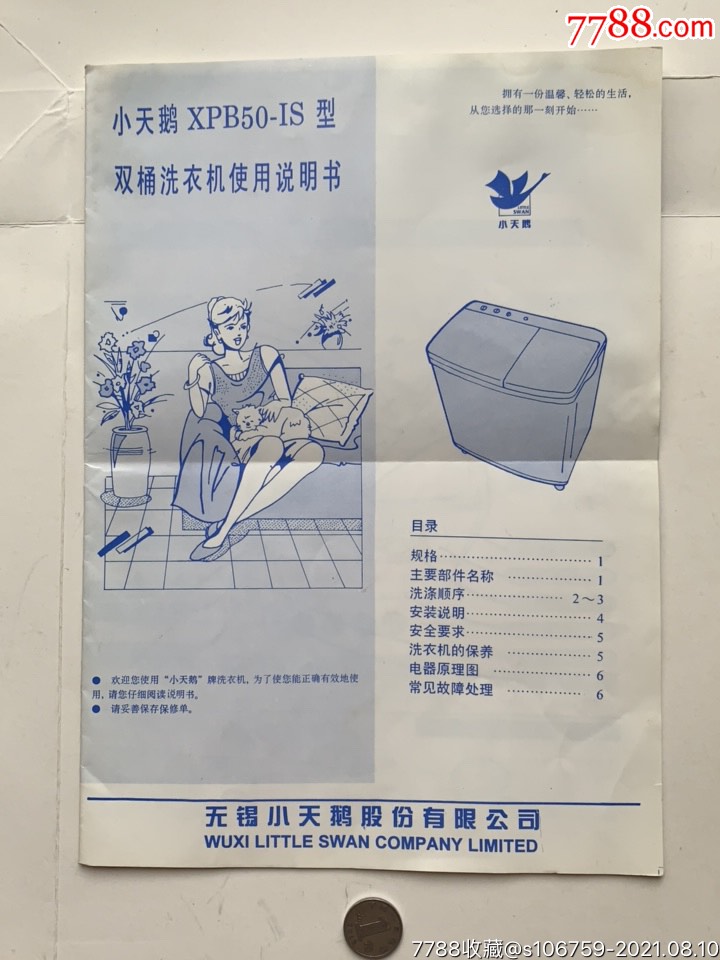 7788.com
小天鹅 XPB50-IS 型
双桶洗衣机使用说明书
拥有一份温馨、轻松的生活，
从您选择的那一刻开始……
LITTLE
SWAN
小天鹅
目录
规格 …………………… 1
主要部件名称 …………… 1
洗涤顺序 ………………… 2～3
安装说明 ………………… 4
安全要求 ………………… 5
洗衣机的保养 …………… 5
电器原理图 ……………… 6
常见故障处理 …………… 6
● 欢迎您使用“小天鹅”牌洗衣机，为了使您能正确有效地使
用，请您仔细阅读说明书。
● 请妥善保存保修单。
无锡小天鹅股份有限公司
WUXI LITTLE SWAN COMPANY LIMITED
7788收藏@s106759-2021.08.10